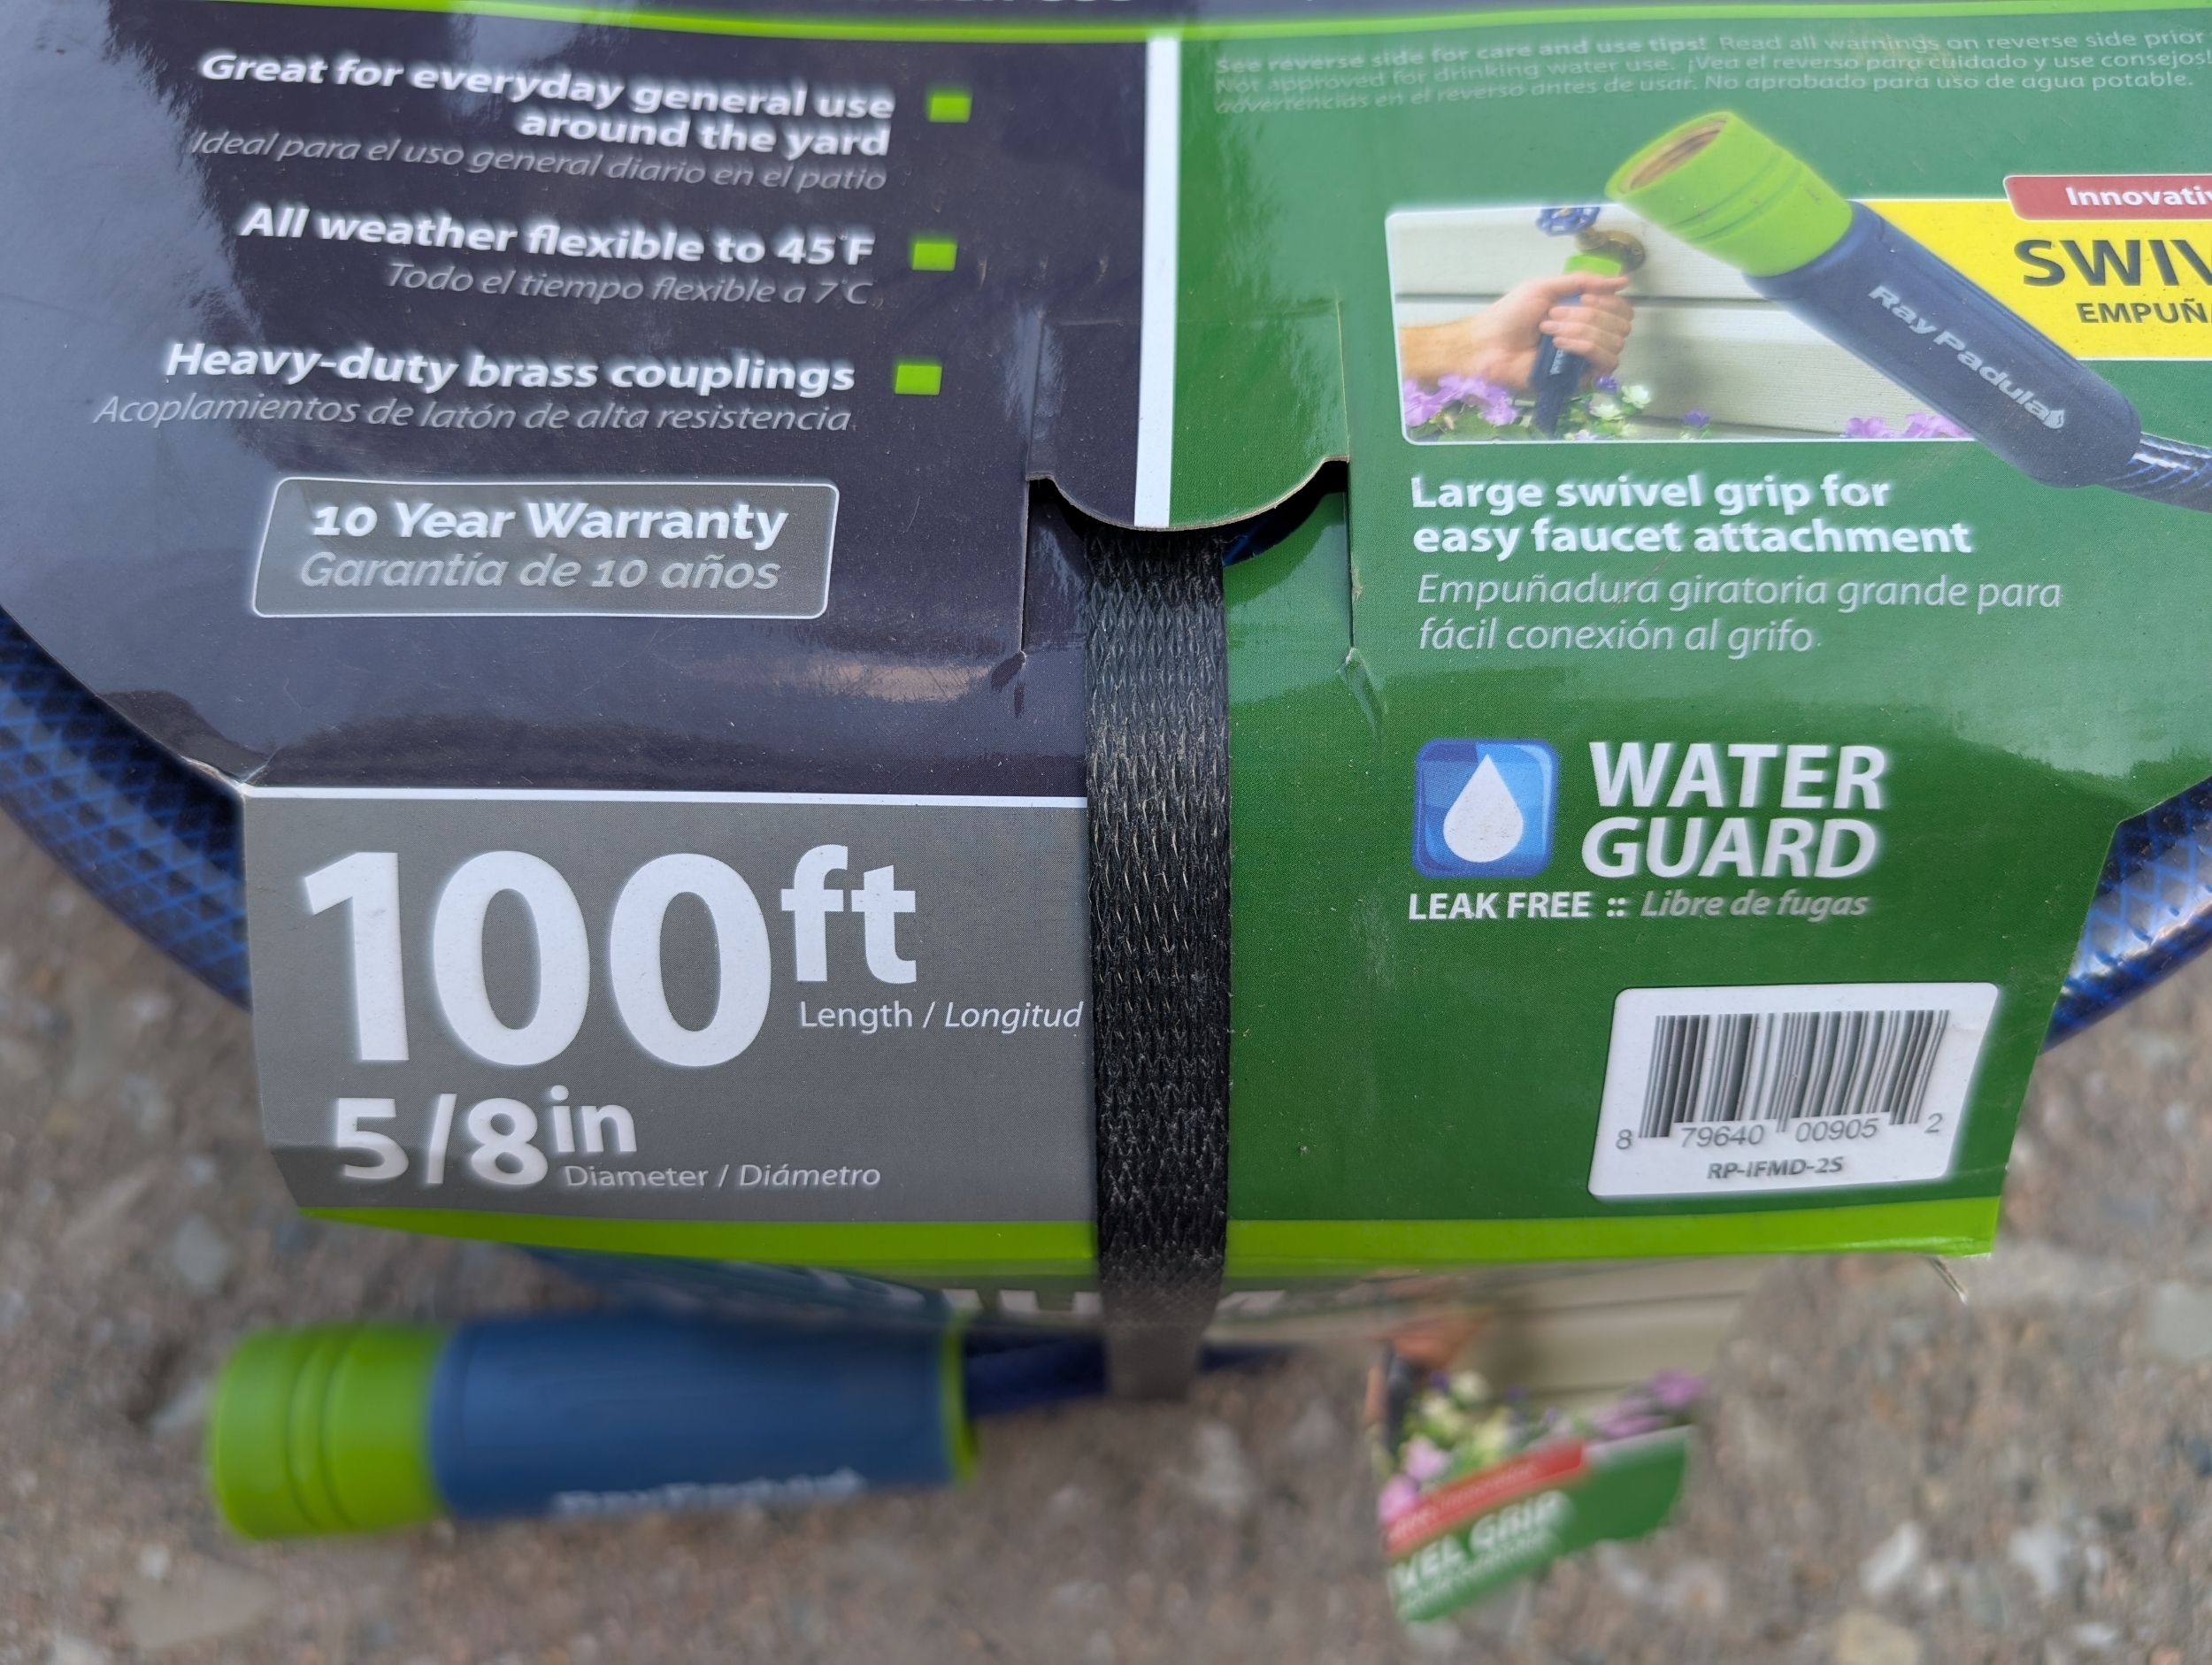 Great for everyday general use
around the yard
Ideal para el uso general diario en el patio
All weather flexible to 45°F
Todo el tiempo flexible a 7°C
Heavy-duty brass couplings
Acoplamientos de latón de alta resistencia
10 Year Warranty
Garantía de 10 años
100ft
Length / Longitud
5/8in
Diameter / Diámetro
See reverse side for care and use tips! Read all warnings on reverse side prior
Not approved for drinking water use. ¡Vea el reverso para cuidado y use consejos!
advertencias en el reverso antes de usar. No aprobado para uso de agua potable.
Innovativ
SWIV
EMPUÑA
Ray Padula
Large swivel grip for
easy faucet attachment
Empuñadura giratoria grande para
fácil conexión al grifo
WATER
GUARD
LEAK FREE :: Libre de fugas
8 79640 00905 2
RP-IFMD-2S
VEL GRIP